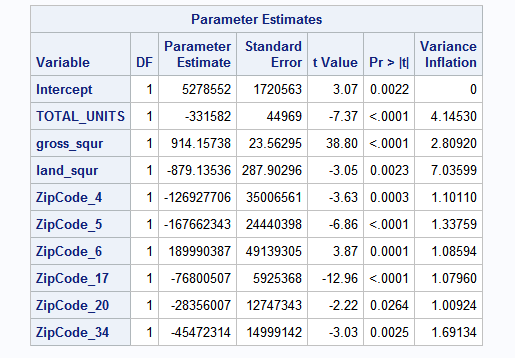 Parameter Estimates
Variable DF Parameter Estimate Standard Error t Value Pr > |t| Variance Inflation
Intercept 1 5278552 1720563 3.07 0.0022 0
TOTAL_UNITS 1 -331582 44969 -7.37 <.0001 4.14530
gross_squr 1 914.15738 23.56295 38.80 <.0001 2.80920
land_squr 1 -879.13536 287.90296 -3.05 0.0023 7.03599
ZipCode_4 1 -126927706 35006561 -3.63 0.0003 1.10110
ZipCode_5 1 -167662343 24440398 -6.86 <.0001 1.33759
ZipCode_6 1 189990387 49139305 3.87 0.0001 1.08594
ZipCode_17 1 -76800507 5925368 -12.96 <.0001 1.07960
ZipCode_20 1 -28356007 12747343 -2.22 0.0264 1.00924
ZipCode_34 1 -45472314 14999142 -3.03 0.0025 1.69134